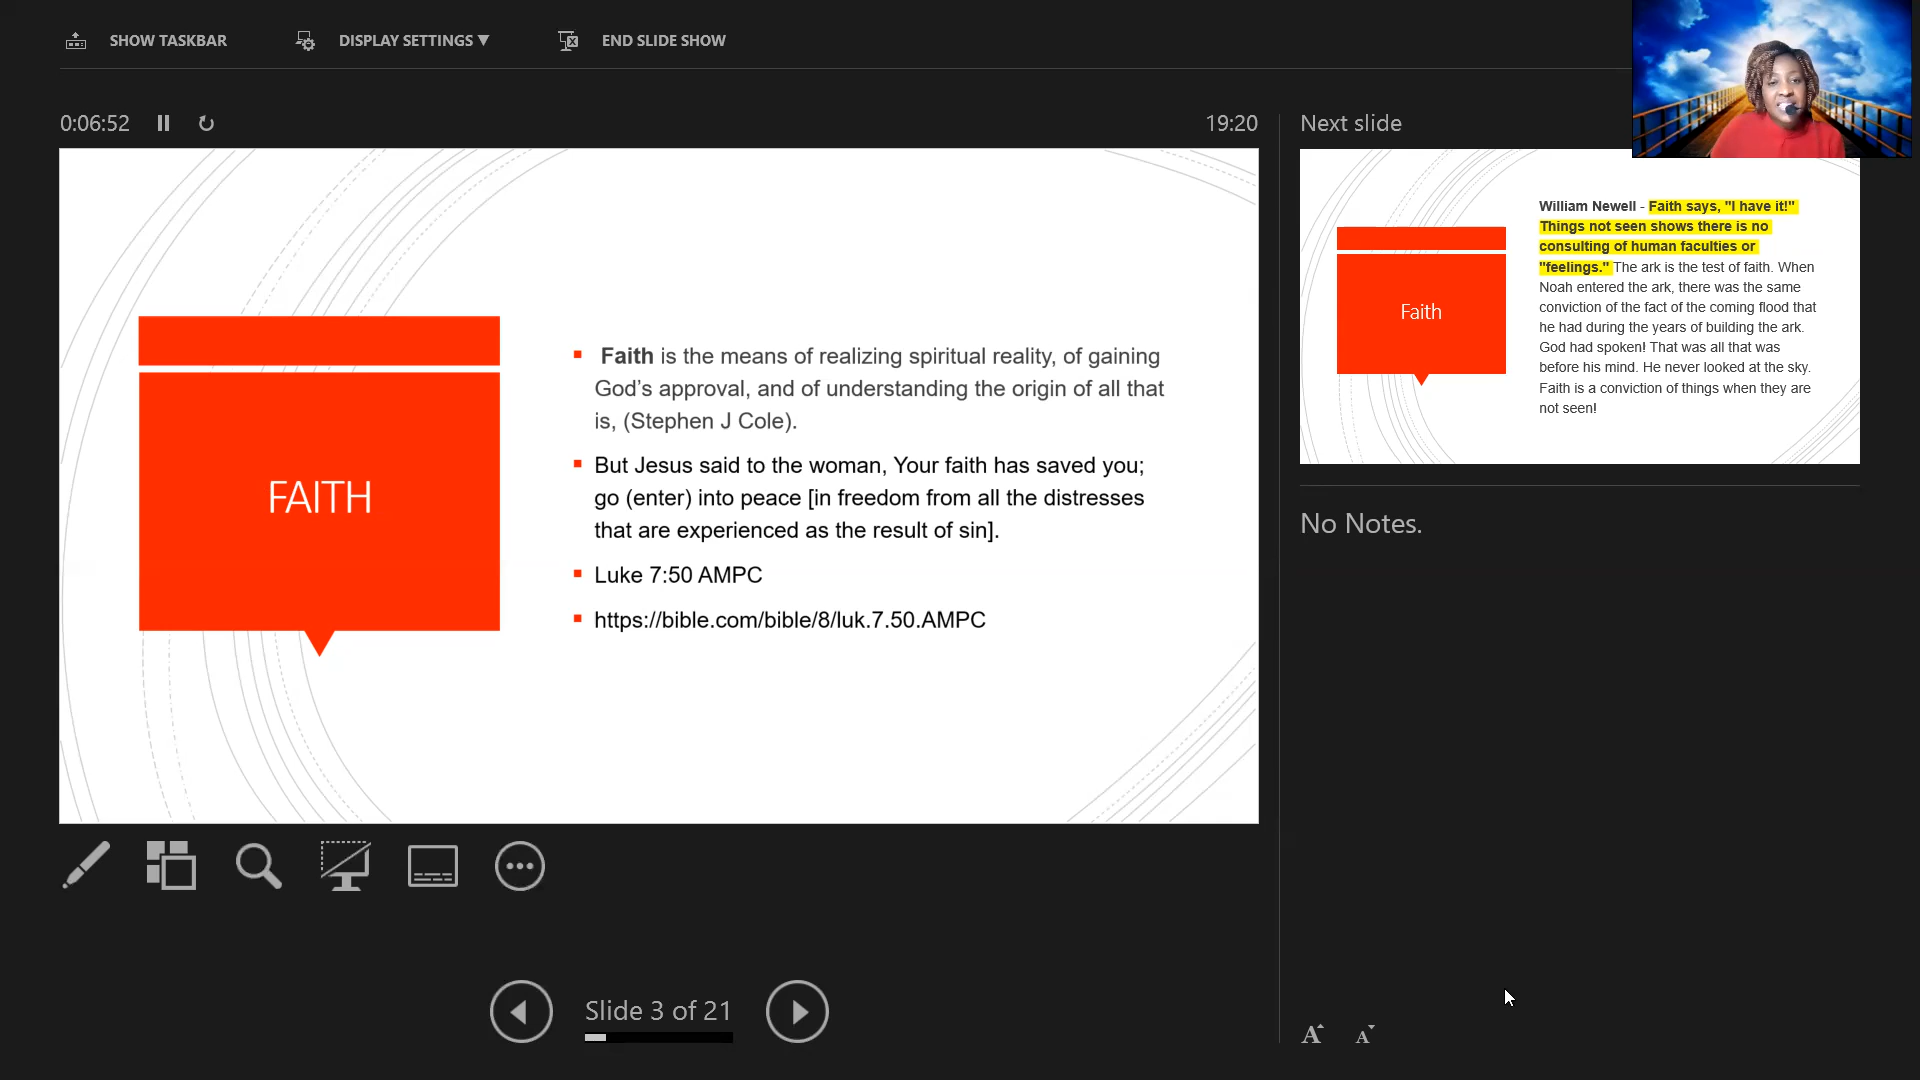 SHOW TASKBAR
DISPLAY SETTINGS ▼
END SLIDE SHOW
0:06:52
19:20
Next slide
FAITH
Faith is the means of realizing spiritual reality, of gaining
God’s approval, and of understanding the origin of all that
is, (Stephen J Cole).
But Jesus said to the woman, Your faith has saved you;
go (enter) into peace [in freedom from all the distresses
that are experienced as the result of sin].
Luke 7:50 AMPC
https://bible.com/bible/8/luk.7.50.AMPC
Faith
William Newell - Faith says, "I have it!"
Things not seen shows there is no
consulting of human faculties or
"feelings." The ark is the test of faith. When
Noah entered the ark, there was the same
conviction of the fact of the coming flood that
he had during the years of building the ark.
God had spoken! That was all that was
before his mind. He never looked at the sky.
Faith is a conviction of things when they are
not seen!
No Notes.
Slide 3 of 21
A A